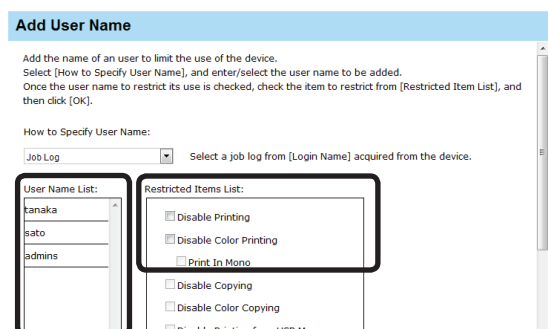 Add User Name
Add the name of an user to limit the use of the device.
Select [How to Specify User Name], and enter/select the user name to be added.
Once the user name to restrict its use is checked, check the item to restrict from [Restricted Item List], and
then click [OK].
How to Specify User Name:
Job Log
Select a job log from [Login Name] acquired from the device.
User Name List:
tanaka
sato
admins
Restricted Items List:
Disable Printing
Disable Color Printing
Print In Mono
Disable Copying
Disable Color Copying
Disable Printing from USB